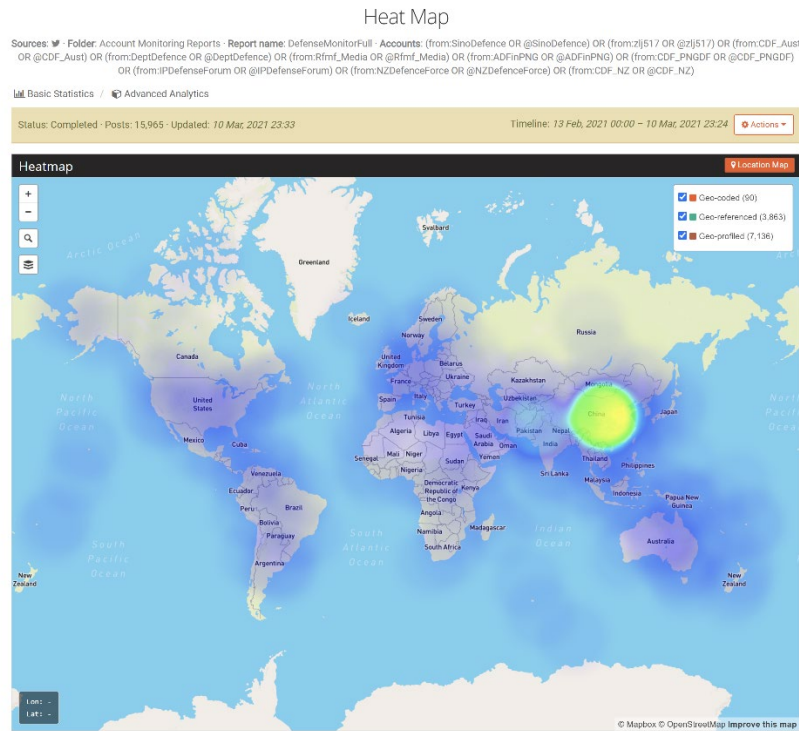 Heat Map
Sources: · Folder: Account Monitoring Reports · Report name: DefenseMonitorFull · Accounts: (from:SinoDefence OR @SinoDefence) OR (from:zlj517 OR @zlj517) OR (from:CDF_Aust
OR @CDF_Aust) OR (from:DeptDefence OR @DeptDefence) OR (from:Rfmf_Media OR @Rfmf_Media) OR (from:ADFinPNG OR @ADFinPNG) OR (from:CDF_PNGDF OR @CDF_PNGDF)
OR (from:IPDefenseForum OR @IPDefenseForum) OR (from:NZDefenceForce OR @NZDefenceForce) OR (from:CDF_NZ OR @CDF_NZ)
Basic Statistics / Advanced Analytics
Status: Completed · Posts: 15,965 · Updated: 10 Mar, 2021 23:33
Timeline: 13 Feb, 2021 00:00 – 10 Mar, 2021 23:24
Actions
Heatmap
Location Map
+
−
Geo-coded (90)
Geo-referenced (3,863)
Geo-profiled (7,136)
Arctic Ocean
Svalbard
Greenland
Iceland
Sweden
Norway
Russia
Canada
United
Kingdom
Belarus
Ukraine
France
Kazakhstan
Mongolia
North
Pacific
Ocean
United
States
North
Atlantic
Ocean
Spain
Italy
Turkey
Uzbekistan
China
Japan
North
Pacific
Tunisia
Iraq
Iran
Pakistan
Nepal
Mexico
Cuba
Algeria
Libya
Egypt
Saudi
Arabia
Oman
India
Senegal
Mali
Niger
Sudan
Yemen
Thailand
Philippines
Venezuela
Nigeria
Sri Lanka
Malaysia
Ecuador
Democratic
Republic of
the Congo
Kenya
Indonesia
Papua New
Guinea
Peru
Brazil
Angola
Bolivia
Namibia
Madagascar
Indian
Ocean
South
Pacific
Ocean
Paraguay
South
Atlantic
Ocean
South Africa
Australia
Argentina
New
Zealand
New
Zealand
Lon: -
Lat: -
© Mapbox © OpenStreetMap Improve this map